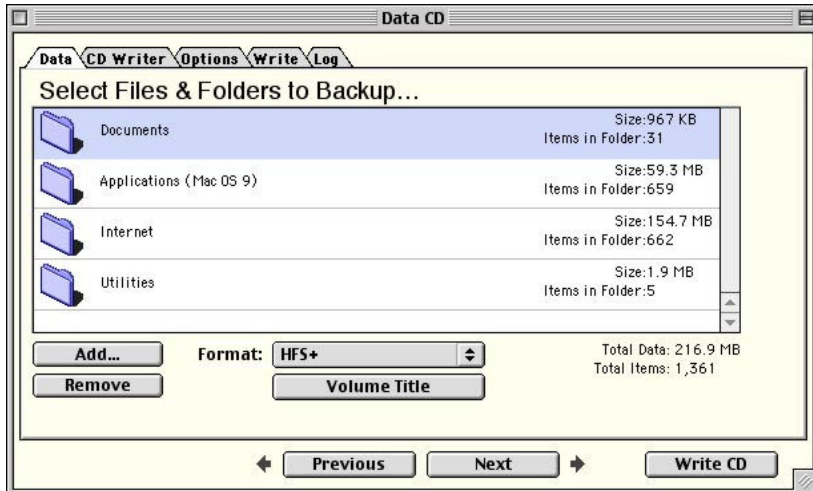 Data CD
Data CD Writer Options Write Log
Select Files & Folders to Backup...
Documents
Size:967 KB
Items in Folder:31
Applications (Mac OS 9)
Size:59.3 MB
Items in Folder:659
Internet
Size:154.7 MB
Items in Folder:662
Utilities
Size:1.9 MB
Items in Folder:5
Add... Format: HFS+
Total Data: 216.9 MB
Total Items: 1,361
Remove Volume Title
Previous Next Write CD